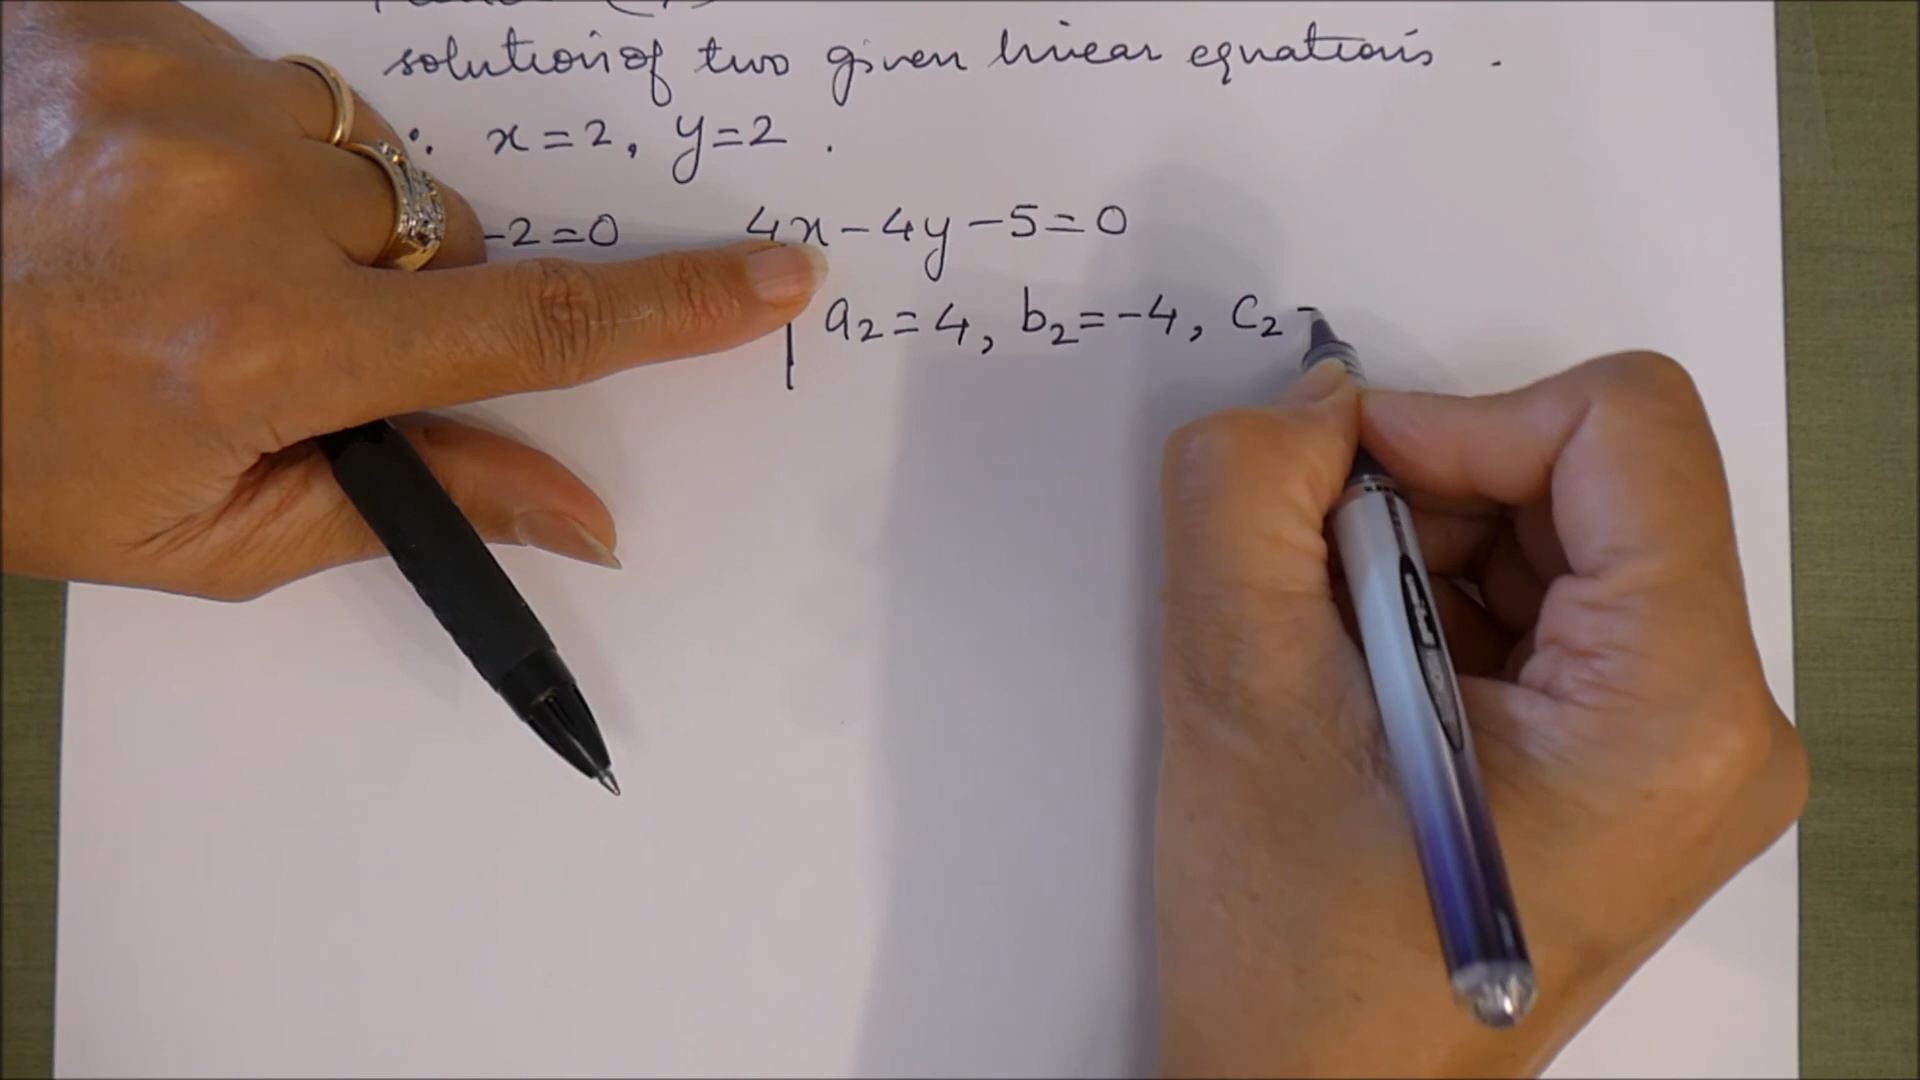 solution of two given linear equations.
∴ x=2, y=2.
-2=0 4x-4y-5=0
a₂=4, b₂=-4, c₂=